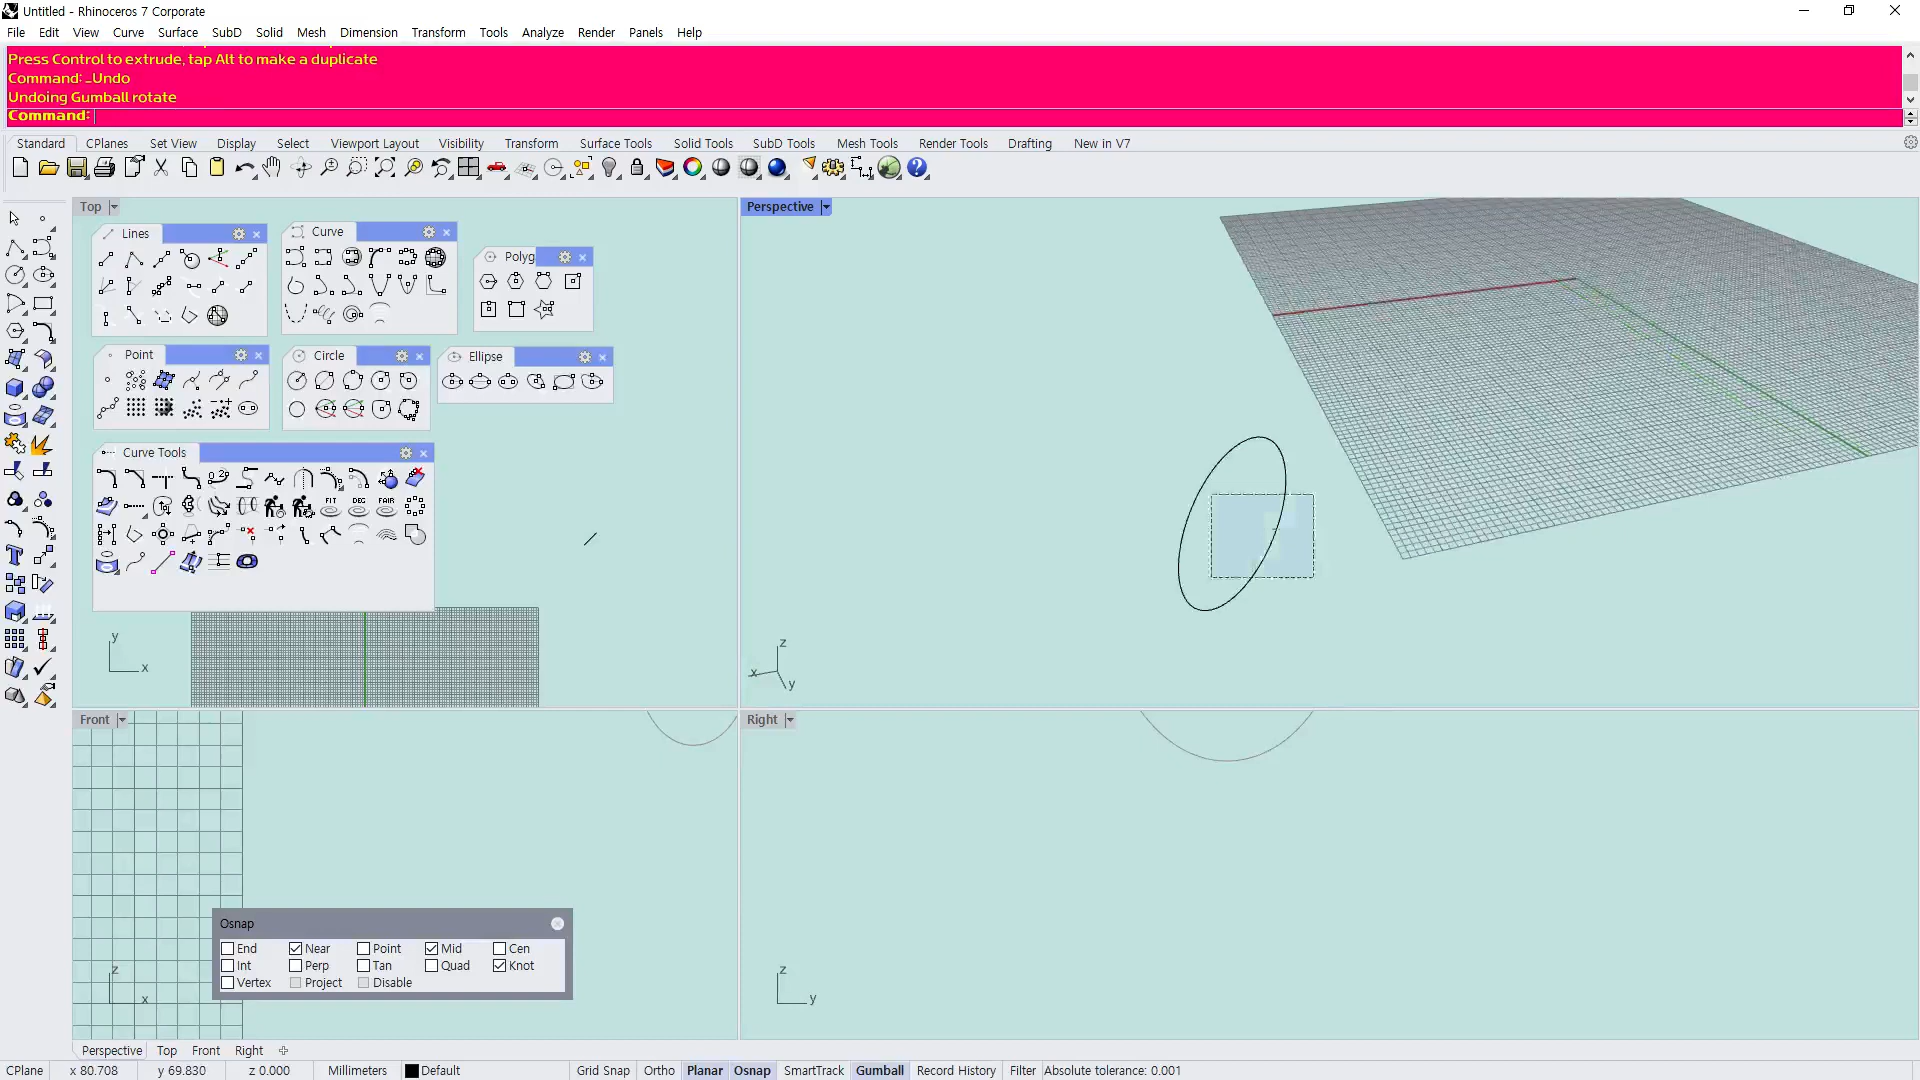 Untitled - Rhinoceros 7 Corporate
File Edit View Curve Surface SubD Solid Mesh Dimension Transform Tools Analyze Render Panels Help
Press Control to extrude, tap Alt to make a duplicate
Command: _Undo
Undoing Gumball rotate
Command:
Standard CPlanes Set View Display Select Viewport Layout Visibility Transform Surface Tools Solid Tools SubD Tools Mesh Tools Render Tools Drafting New in V7
Top
Perspective
Lines
Curve
Polyg
Point
Circle
Ellipse
Curve Tools
FIT DEG FAIR
y
x
z
x
y
Front
Right
Osnap
End Near Point Mid Cen
Int Perp Tan Quad Knot
Vertex Project Disable
z
x
z
y
Perspective Top Front Right
CPlane x 80.708 y 69.830 z 0.000 Millimeters Default Grid Snap Ortho Planar Osnap SmartTrack Gumball Record History Filter Absolute tolerance: 0.001